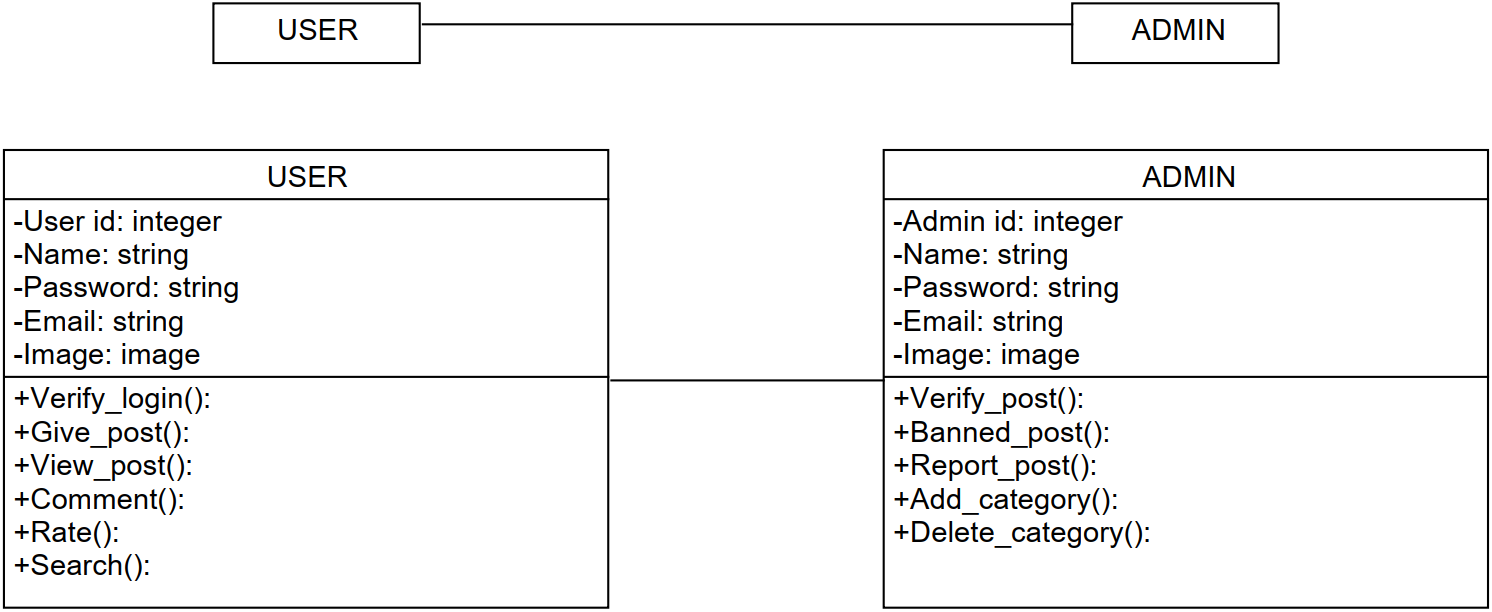 USER
ADMIN
USER
-User id: integer
-Name: string
-Password: string
-Email: string
-Image: image
+Verify_login():
+Give_post():
+View_post():
+Comment():
+Rate():
+Search():
ADMIN
-Admin id: integer
-Name: string
-Password: string
-Email: string
-Image: image
+Verify_post():
+Banned_post():
+Report_post():
+Add_category():
+Delete_category():